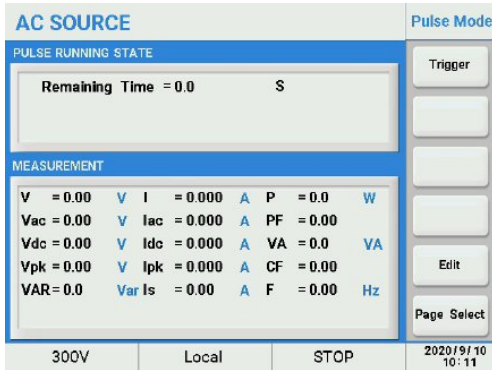 AC SOURCE
Pulse Mode
PULSE RUNNING STATE
Remaining Time = 0.0 S
Trigger
MEASUREMENT
V = 0.00 V I = 0.000 A P = 0.0 W
Vac = 0.00 V Iac = 0.000 A PF = 0.00
Vdc = 0.00 V Idc = 0.000 A VA = 0.0 VA
Vpk = 0.00 V Ipk = 0.000 A CF = 0.00
VAR= 0.0 Var Is = 0.00 A F = 0.00 Hz
Edit
Page Select
300V Local STOP
2020/9/10
10:11